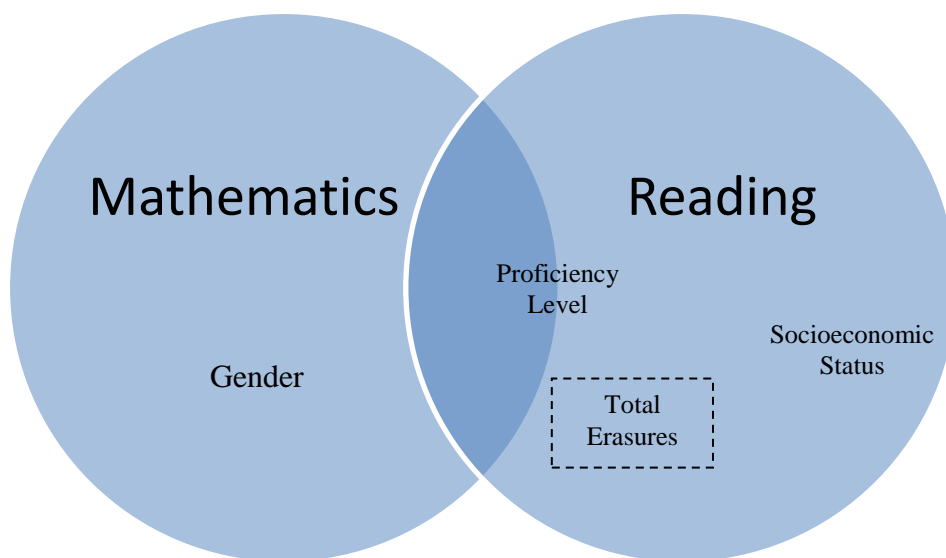 Mathematics
Reading
Proficiency
Level
Socioeconomic
Status
Gender
Total
Erasures